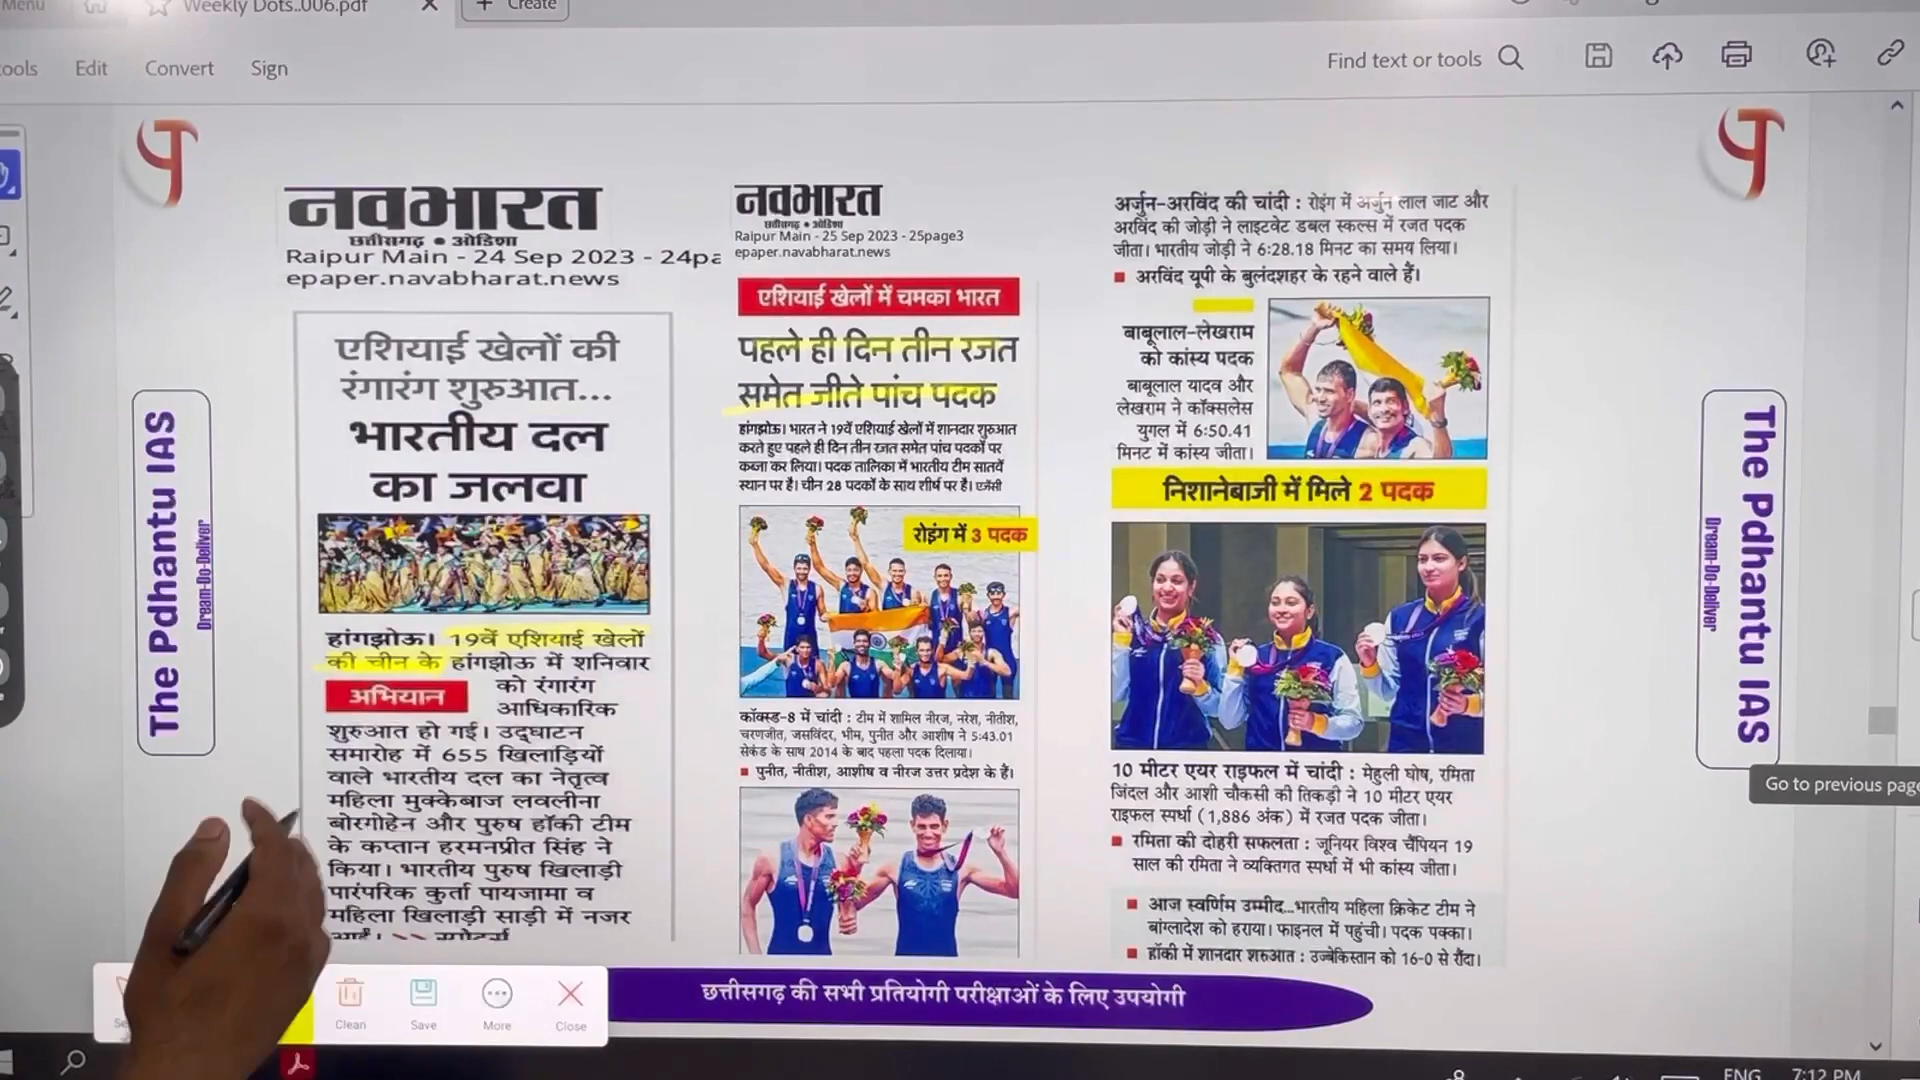 Menu
Weekly Dots..006.pdf
Create
ools
Edit
Convert
Sign
Find text or tools
नवभारत
छत्तीसगढ़ • ओडिशा
Raipur Main - 24 Sep 2023 - 24pa
epaper.navabharat.news
एशियाई खेलों की
रंगारंग शुरुआत...
भारतीय दल
का जलवा
हांगझोऊ। 19वें एशियाई खेलों
की चीन के हांगझोऊ में शनिवार
अभियान
को रंगारंग
आधिकारिक
शुरुआत हो गई। उद्घाटन
समारोह में 655 खिलाड़ियों
वाले भारतीय दल का नेतृत्व
महिला मुक्केबाज लवलीना
बोरगोहेन और पुरुष हॉकी टीम
के कप्तान हरमनप्रीत सिंह ने
किया। भारतीय पुरुष खिलाड़ी
पारंपरिक कुर्ता पायजामा व
महिला खिलाड़ी साड़ी में नजर
आईं। >> स्पोर्ट्स
नवभारत
छत्तीसगढ़ • ओडिशा
Raipur Main - 25 Sep 2023 - 25page3
epaper.navabharat.news
एशियाई खेलों में चमका भारत
पहले ही दिन तीन रजत
समेत जीते पांच पदक
हांगझोऊ। भारत ने 19वें एशियाई खेलों में शानदार शुरुआत
करते हुए पहले ही दिन तीन रजत समेत पांच पदकों पर
कब्जा कर लिया। पदक तालिका में भारतीय टीम सातवें
स्थान पर है। चीन 28 पदकों के साथ शीर्ष पर है। एजेंसी
रोइंग में 3 पदक
कॉक्स्ड-8 में चांदी : टीम में शामिल नीरज, नरेश, नीतीश,
चरणजीत, जसविंदर, भीम, पुनीत और आशीष ने 5:43.01
सेकंड के साथ 2014 के बाद पहला पदक दिलाया।
पुनीत, नीतीश, आशीष व नीरज उत्तर प्रदेश के हैं।
अर्जुन-अरविंद की चांदी : रोइंग में अर्जुन लाल जाट और
अरविंद की जोड़ी ने लाइटवेट डबल स्कल्स में रजत पदक
जीता। भारतीय जोड़ी ने 6:28.18 मिनट का समय लिया।
अरविंद यूपी के बुलंदशहर के रहने वाले हैं।
बाबूलाल-लेखराम
को कांस्य पदक
बाबूलाल यादव और
लेखराम ने कॉक्सलेस
युगल में 6:50.41
मिनट में कांस्य जीता।
निशानेबाजी में मिले 2 पदक
10 मीटर एयर राइफल में चांदी : मेहुली घोष, रमिता
जिंदल और आशी चौकसी की तिकड़ी ने 10 मीटर एयर
राइफल स्पर्धा (1,886 अंक) में रजत पदक जीता।
रमिता की दोहरी सफलता : जूनियर विश्व चैंपियन 19
साल की रमिता ने व्यक्तिगत स्पर्धा में भी कांस्य जीता।
आज स्वर्णिम उम्मीद...भारतीय महिला क्रिकेट टीम ने
बांग्लादेश को हराया। फाइनल में पहुंची। पदक पक्का।
हॉकी में शानदार शुरुआत : उज्बेकिस्तान को 16-0 से रौंदा।
The Pdhantu IAS
Dream-Do-Deliver
The Pdhantu IAS
Dream-Do-Deliver
Go to previous page
Clean
Save
More
Close
छत्तीसगढ़ की सभी प्रतियोगी परीक्षाओं के लिए उपयोगी
ENG
7:12 PM